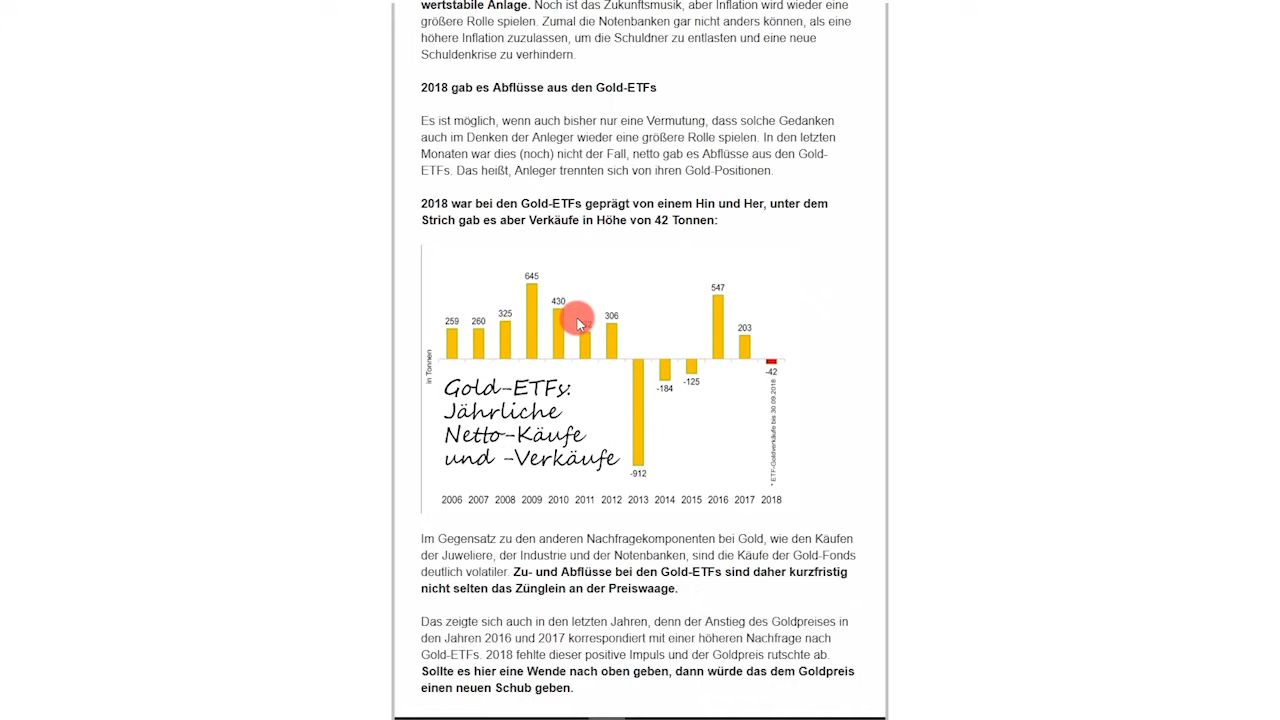 wertstabile Anlage. Noch ist das Zukunftsmusik, aber Inflation wird wieder eine
größere Rolle spielen. Zumal die Notenbanken gar nicht anders können, als eine
höhere Inflation zuzulassen, um die Schuldner zu entlasten und eine neue
Schuldenkrise zu verhindern.
2018 gab es Abflüsse aus den Gold-ETFs
Es ist möglich, wenn auch bisher nur eine Vermutung, dass solche Gedanken
auch im Denken der Anleger wieder eine größere Rolle spielen. In den letzten
Monaten war dies (noch) nicht der Fall, netto gab es Abflüsse aus den Gold-
ETFs. Das heißt, Anleger trennten sich von ihren Gold-Positionen.
2018 war bei den Gold-ETFs geprägt von einem Hin und Her, unter dem
Strich gab es aber Verkäufe in Höhe von 42 Tonnen:
in Tonnen
259 260 325 645 430 306 -912 -184 -125 547 203 -42
Gold-ETFs:
Jährliche
Netto-Käufe
und -Verkäufe
* ETF-Goldverkäufe bis 30.09.2018
2006 2007 2008 2009 2010 2011 2012 2013 2014 2015 2016 2017 2018
Im Gegensatz zu den anderen Nachfragekomponenten bei Gold, wie den Käufen
der Juweliere, der Industrie und der Notenbanken, sind die Käufe der Gold-Fonds
deutlich volatiler. Zu- und Abflüsse bei den Gold-ETFs sind daher kurzfristig
nicht selten das Zünglein an der Preiswaage.
Das zeigte sich auch in den letzten Jahren, denn der Anstieg des Goldpreises in
den Jahren 2016 und 2017 korrespondiert mit einer höheren Nachfrage nach
Gold-ETFs. 2018 fehlte dieser positive Impuls und der Goldpreis rutschte ab.
Sollte es hier eine Wende nach oben geben, dann würde das dem Goldpreis
einen neuen Schub geben.